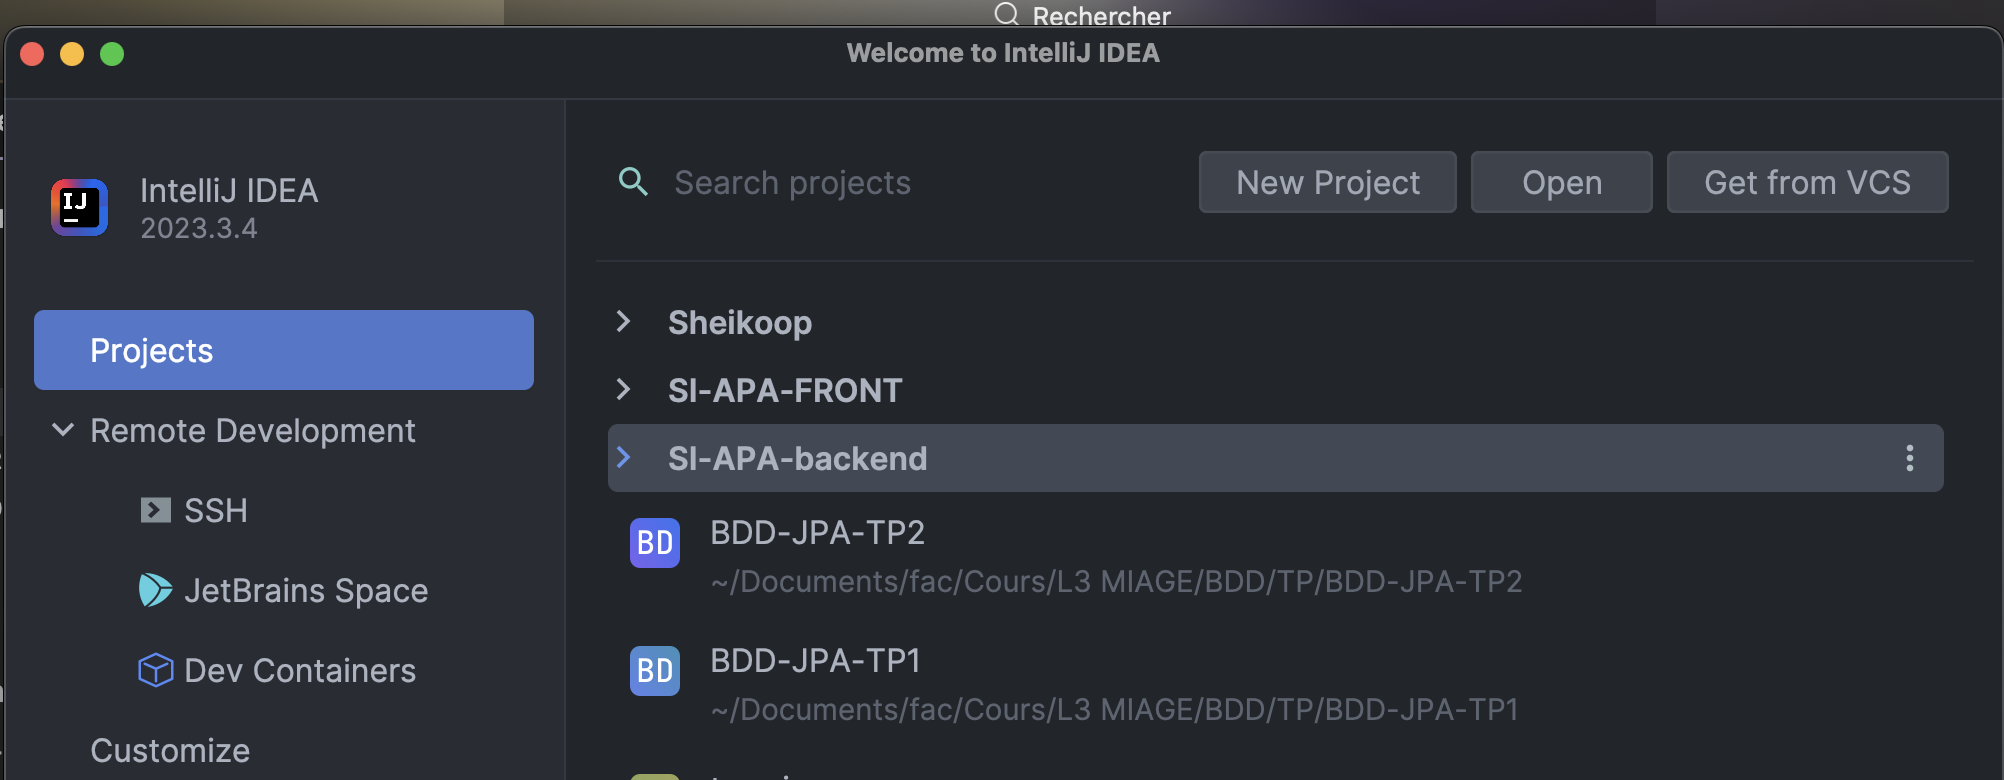 Rechercher
Welcome to IntelliJ IDEA
IJ
IntelliJ IDEA
2023.3.4
Search projects
New Project
Open
Get from VCS
Projects
Remote Development
SSH
JetBrains Space
Dev Containers
Customize
Sheikoop
SI-APA-FRONT
SI-APA-backend
BD
BDD-JPA-TP2
~/Documents/fac/Cours/L3 MIAGE/BDD/TP/BDD-JPA-TP2
BD
BDD-JPA-TP1
~/Documents/fac/Cours/L3 MIAGE/BDD/TP/BDD-JPA-TP1